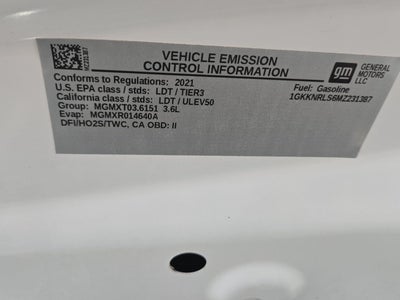 MZ231387
VEHICLE EMISSION
CONTROL INFORMATION
gm
GENERAL
MOTORS
LLC
Conforms to Regulations: 2021
U.S. EPA class / stds: LDT / TIER3
California class / stds: LDT / ULEV50
Group: MGMXT03.6151 3.6L
Evap: MGMXR014640A
DFI/HO2S/TWC, CA OBD: II
Fuel: Gasoline
1GKKNRLS6MZ231387